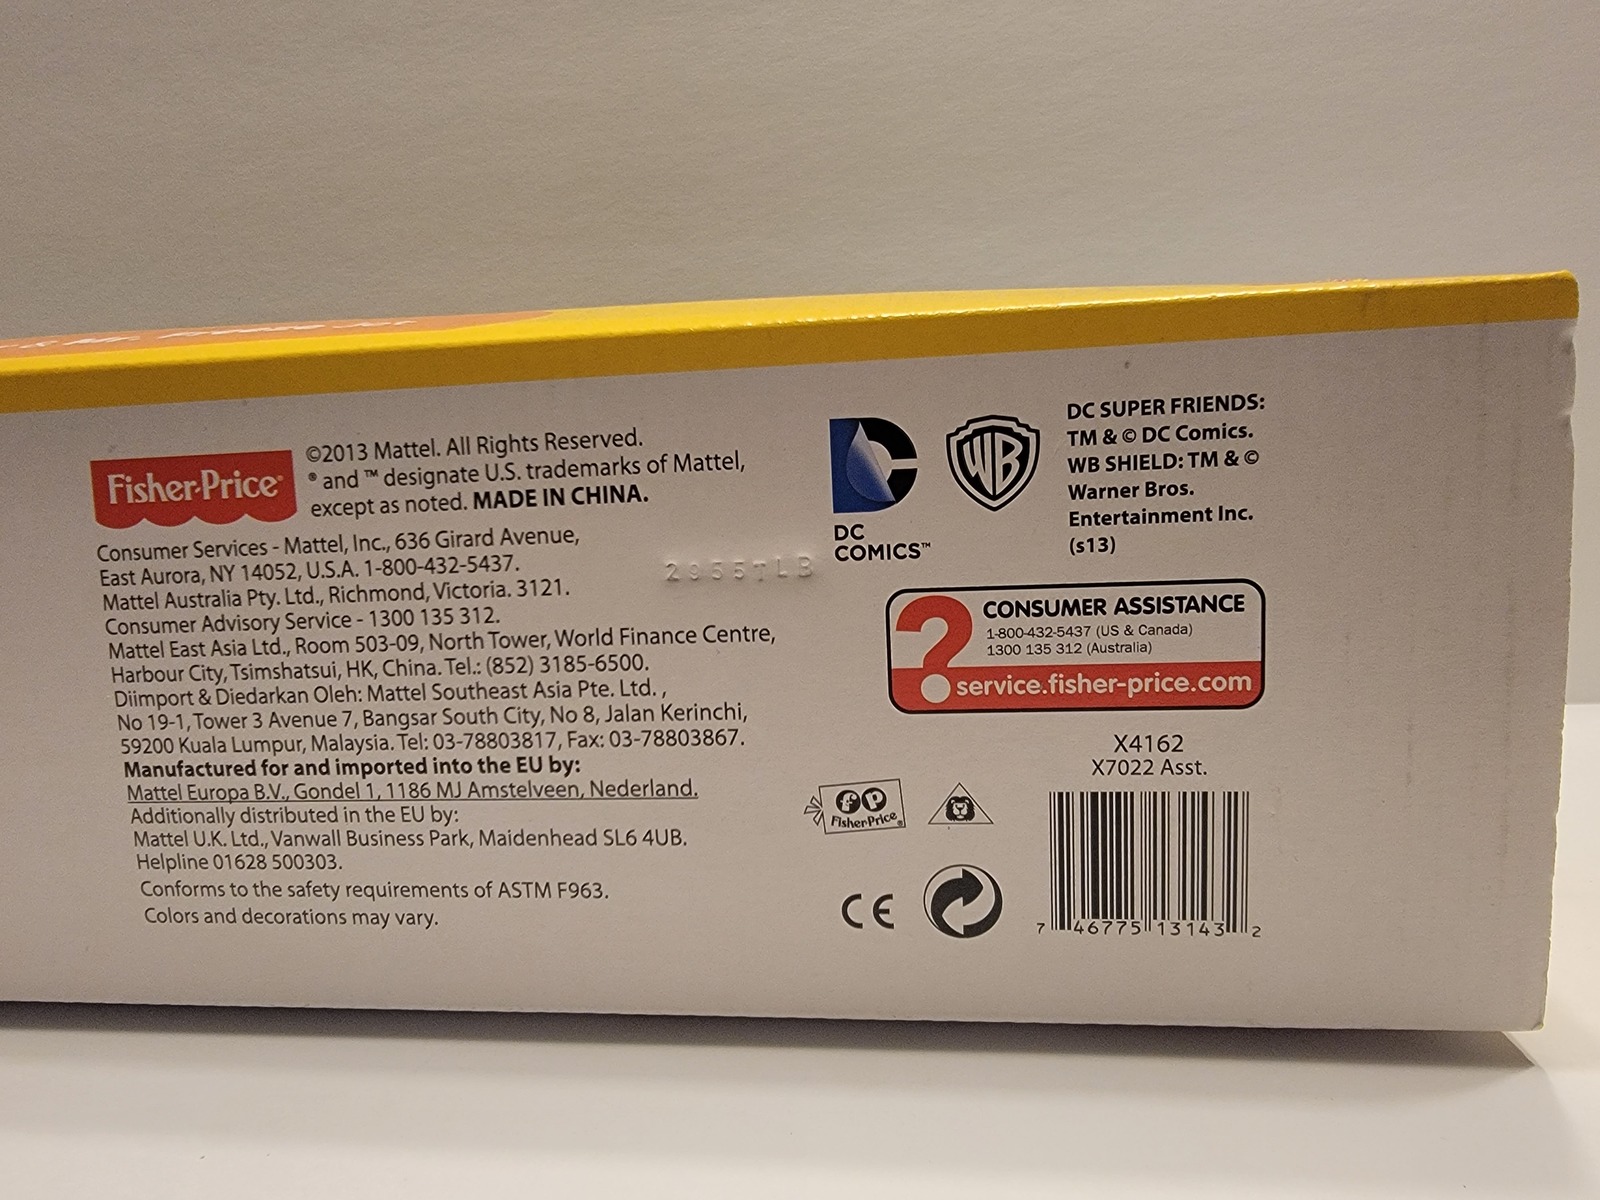 Mr. Freeze Jet
Fisher-Price®
©2013 Mattel. All Rights Reserved.
® and ™ designate U.S. trademarks of Mattel,
except as noted. MADE IN CHINA.
Consumer Services - Mattel, Inc., 636 Girard Avenue,
East Aurora, NY 14052, U.S.A. 1-800-432-5437.
Mattel Australia Pty. Ltd., Richmond, Victoria. 3121.
Consumer Advisory Service - 1300 135 312.
Mattel East Asia Ltd., Room 503-09, North Tower, World Finance Centre,
Harbour City, Tsimshatsui, HK, China. Tel.: (852) 3185-6500.
Diimport & Diedarkan Oleh: Mattel Southeast Asia Pte. Ltd. ,
No 19-1, Tower 3 Avenue 7, Bangsar South City, No 8, Jalan Kerinchi,
59200 Kuala Lumpur, Malaysia. Tel: 03-78803817, Fax: 03-78803867.
Manufactured for and imported into the EU by:
Mattel Europa B.V., Gondel 1, 1186 MJ Amstelveen, Nederland.
Additionally distributed in the EU by:
Mattel U.K. Ltd., Vanwall Business Park, Maidenhead SL6 4UB.
Helpline 01628 500303.
Conforms to the safety requirements of ASTM F963.
Colors and decorations may vary.
2955TLB
DC
COMICS™
WB
DC SUPER FRIENDS:
TM & © DC Comics.
WB SHIELD: TM & ©
Warner Bros.
Entertainment Inc.
(s13)
? CONSUMER ASSISTANCE
1-800-432-5437 (US & Canada)
1300 135 312 (Australia)
service.fisher-price.com
X4162
X7022 Asst.
fp
Fisher-Price®
CE
7 46775 13143 2